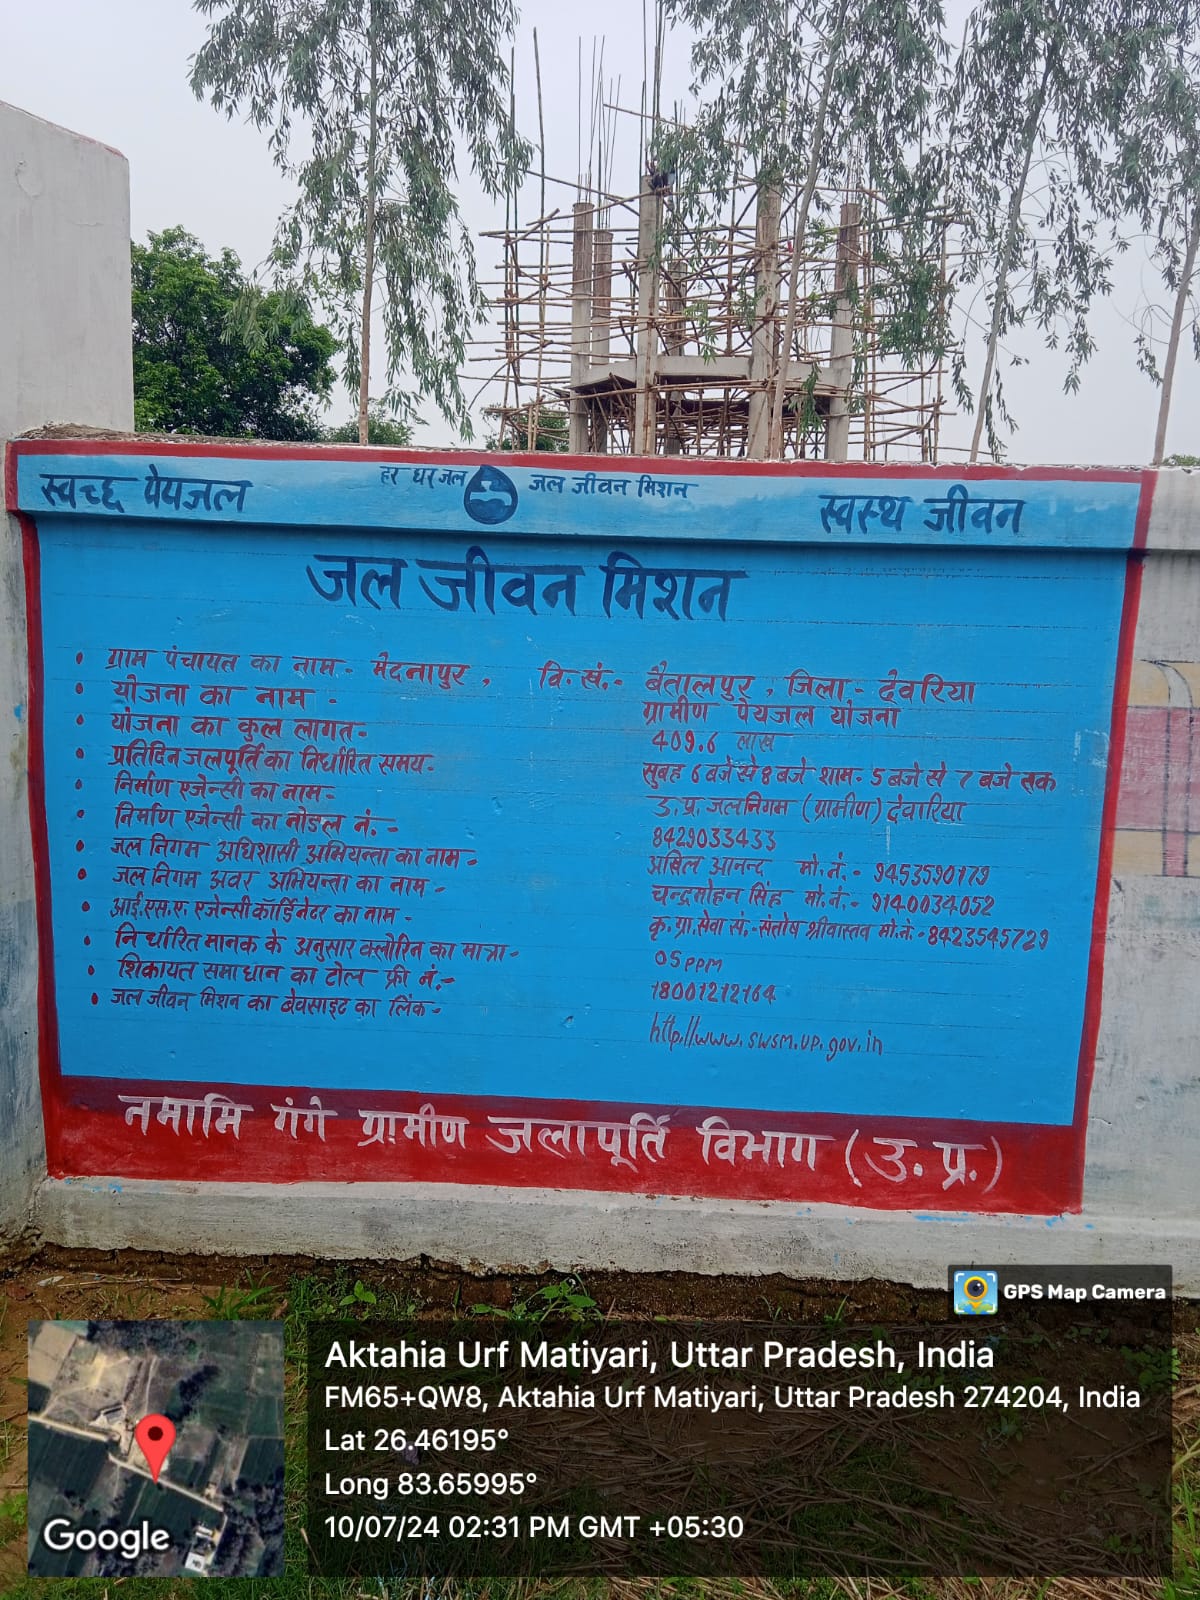 स्वच्छ पेयजल हर घर जल जल जीवन मिशन स्वस्थ जीवन
जल जीवन मिशन
• ग्राम पंचायत का नाम - मेदनापुर , वि. खं. - बैतालपुर , जिला - देवरिया
• योजना का नाम - ग्रामीण पेयजल योजना
• योजना का कुल लागत - 409.6 लाख
• प्रतिदिन जलपूर्ति का निर्धारित समय - सुबह 6 बजे से 8 बजे शाम - 5 बजे से 7 बजे तक
• निर्माण एजेन्सी का नाम - उ. प्र. जलनिगम (ग्रामीण) देवारिया
• निर्माण एजेन्सी का नोडल नं. - 8429033433
• जल निगम अधिशासी अभियन्ता का नाम - अखिल आनन्द मो. नं. - 9453590179
• जल निगम अवर अभियन्ता का नाम - चन्द्रमोहन सिंह मो. नं. - 9140034052
• आई. एस. ए. एजेन्सी कॉर्डिनेटर का नाम - कृ. ग्रा. सेवा सं. - संतोष श्रीवास्तव मो. नं. - 8423545729
• निर्धारित मानक के अनुसार क्लोरिन का मात्रा - 05 PPM
• शिकायत समाधान का टोल फ्री नं. - 18001212164
• जल जीवन मिशन का बेवसाइट का लिंक - http//www.swsm.up.gov.in
नमामि गंगे ग्रामीण जलापूर्ति विभाग (उ. प्र.)
GPS Map Camera
Aktahia Urf Matiyari, Uttar Pradesh, India
FM65+QW8, Aktahia Urf Matiyari, Uttar Pradesh 274204, India
Lat 26.46195°
Long 83.65995°
10/07/24 02:31 PM GMT +05:30
Google